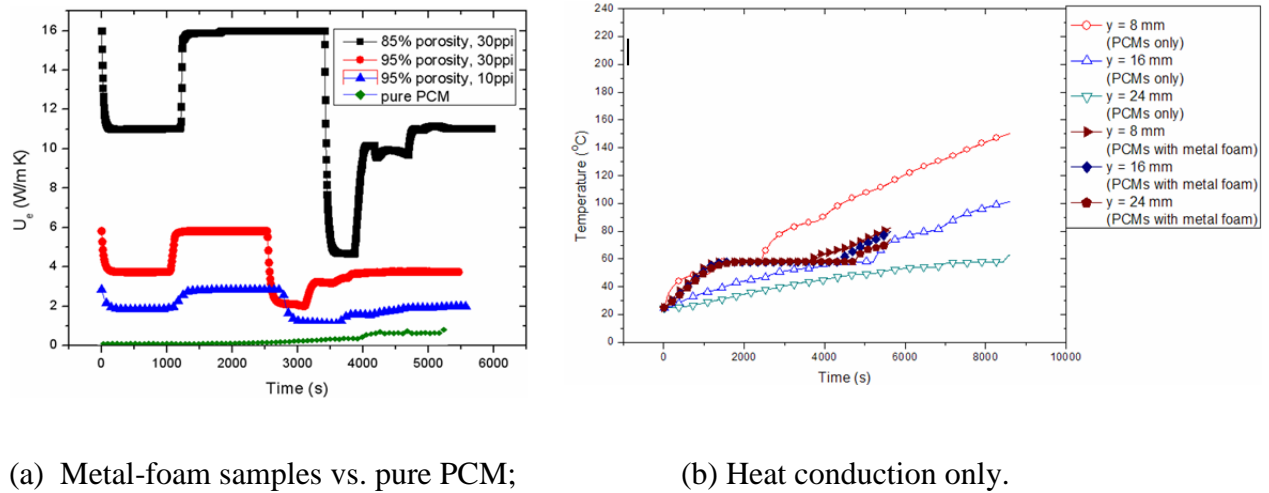 16
14
12
10
8
6
4
2
0
U_e (W/m K)
85% porosity, 30ppi
95% porosity, 30ppi
95% porosity, 10ppi
pure PCM
0
1000
2000
3000
4000
5000
6000
Time (s)
240
220
200
180
160
140
120
100
80
60
40
20
0
Temperature (°C)
0
2000
4000
6000
8000
10000
Time (s)
y = 8 mm
(PCMs only)
y = 16 mm
(PCMs only)
y = 24 mm
(PCMs only)
y = 8 mm
(PCMs with metal foam)
y = 16 mm
(PCMs with metal foam)
y = 24 mm
(PCMs with metal foam)
(a) Metal-foam samples vs. pure PCM;
(b) Heat conduction only.